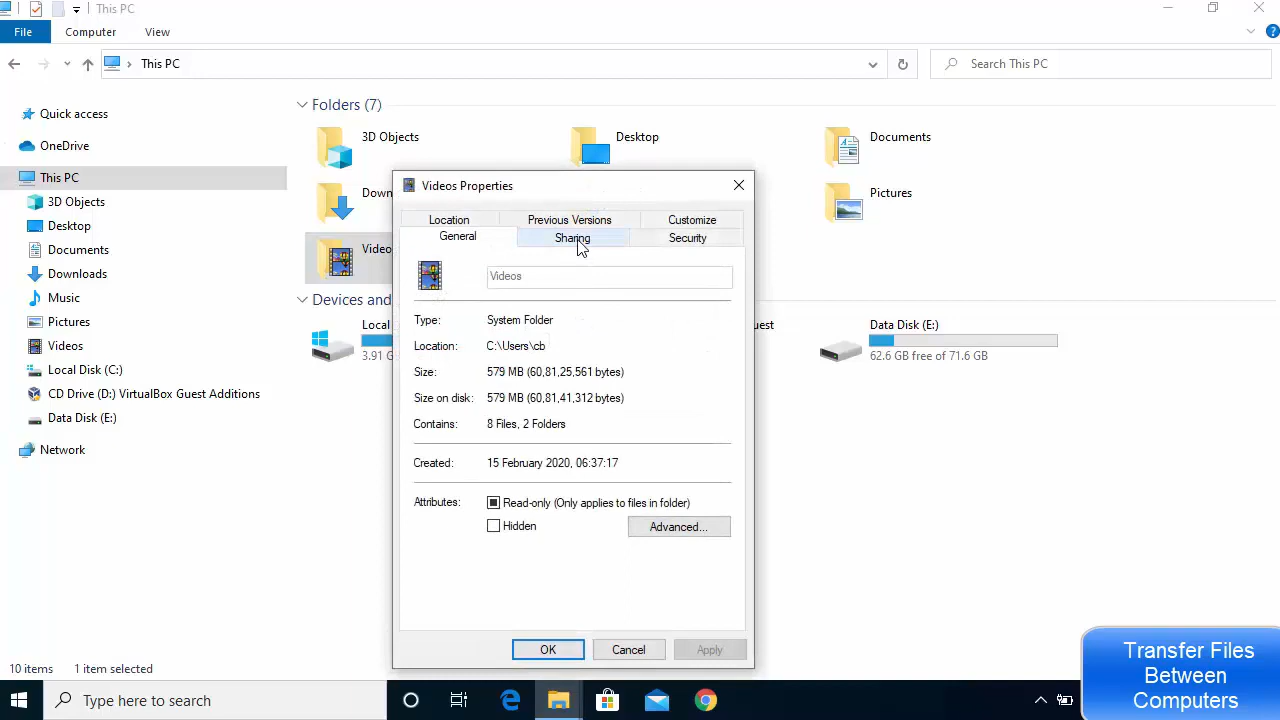 This PC
File
Computer
View
This PC
Search This PC
Quick access
OneDrive
This PC
3D Objects
Desktop
Documents
Downloads
Music
Pictures
Videos
Local Disk (C:)
CD Drive (D:) VirtualBox Guest Additions
Data Disk (E:)
Network
Folders (7)
3D Objects
Desktop
Documents
Dow
Pictures
Video
Devices and
Local
3.91 G
uest
Data Disk (E:)
62.6 GB free of 71.6 GB
Videos Properties
Location
Previous Versions
Customize
General
Sharing
Security
Videos
Type: System Folder
Location: C:\Users\cb
Size: 579 MB (60,81,25,561 bytes)
Size on disk: 579 MB (60,81,41,312 bytes)
Contains: 8 Files, 2 Folders
Created: 15 February 2020, 06:37:17
Attributes: Read-only (Only applies to files in folder)
Hidden
Advanced...
OK
Cancel
Apply
10 items
1 item selected
Type here to search
Transfer Files
Between
Computers